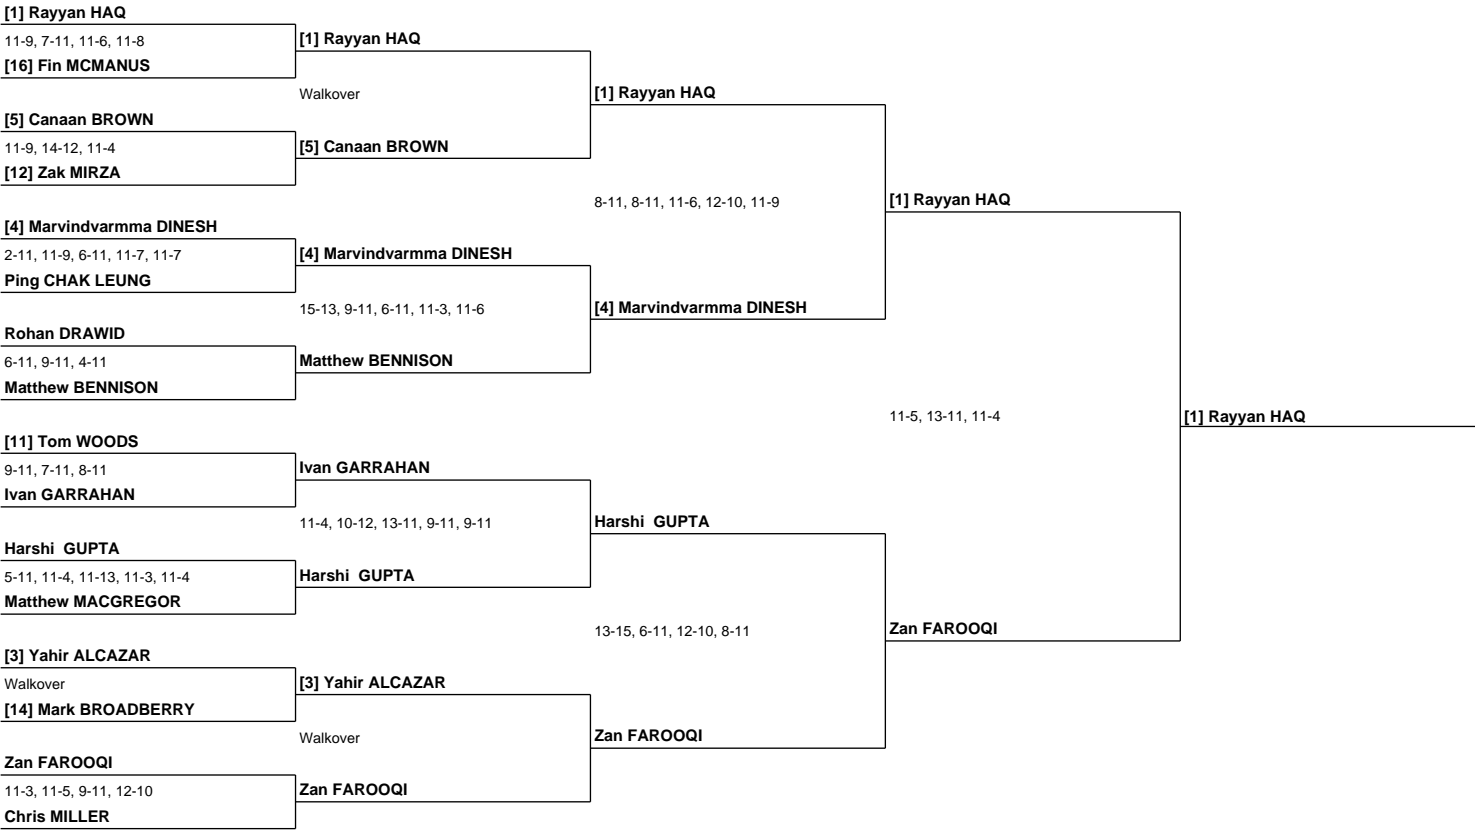 [1] Rayyan HAQ
11-9, 7-11, 11-6, 11-8
[16] Fin MCMANUS
[5] Canaan BROWN
11-9, 14-12, 11-4
[12] Zak MIRZA
[4] Marvindvarmma DINESH
2-11, 11-9, 6-11, 11-7, 11-7
Ping CHAK LEUNG
Rohan DRAWID
6-11, 9-11, 4-11
Matthew BENNISON
[11] Tom WOODS
9-11, 7-11, 8-11
Ivan GARRAHAN
Harshi  GUPTA
5-11, 11-4, 11-13, 11-3, 11-4
Matthew MACGREGOR
[3] Yahir ALCAZAR
Walkover
[14] Mark BROADBERRY
Zan FAROOQI
11-3, 11-5, 9-11, 12-10
Chris MILLER
[1] Rayyan HAQ
Walkover
[5] Canaan BROWN
[4] Marvindvarmma DINESH
15-13, 9-11, 6-11, 11-3, 11-6
Matthew BENNISON
Ivan GARRAHAN
11-4, 10-12, 13-11, 9-11, 9-11
Harshi  GUPTA
[3] Yahir ALCAZAR
Walkover
Zan FAROOQI
[1] Rayyan HAQ
8-11, 8-11, 11-6, 12-10, 11-9
[4] Marvindvarmma DINESH
Harshi  GUPTA
13-15, 6-11, 12-10, 8-11
Zan FAROOQI
[1] Rayyan HAQ
11-5, 13-11, 11-4
Zan FAROOQI
[1] Rayyan HAQ